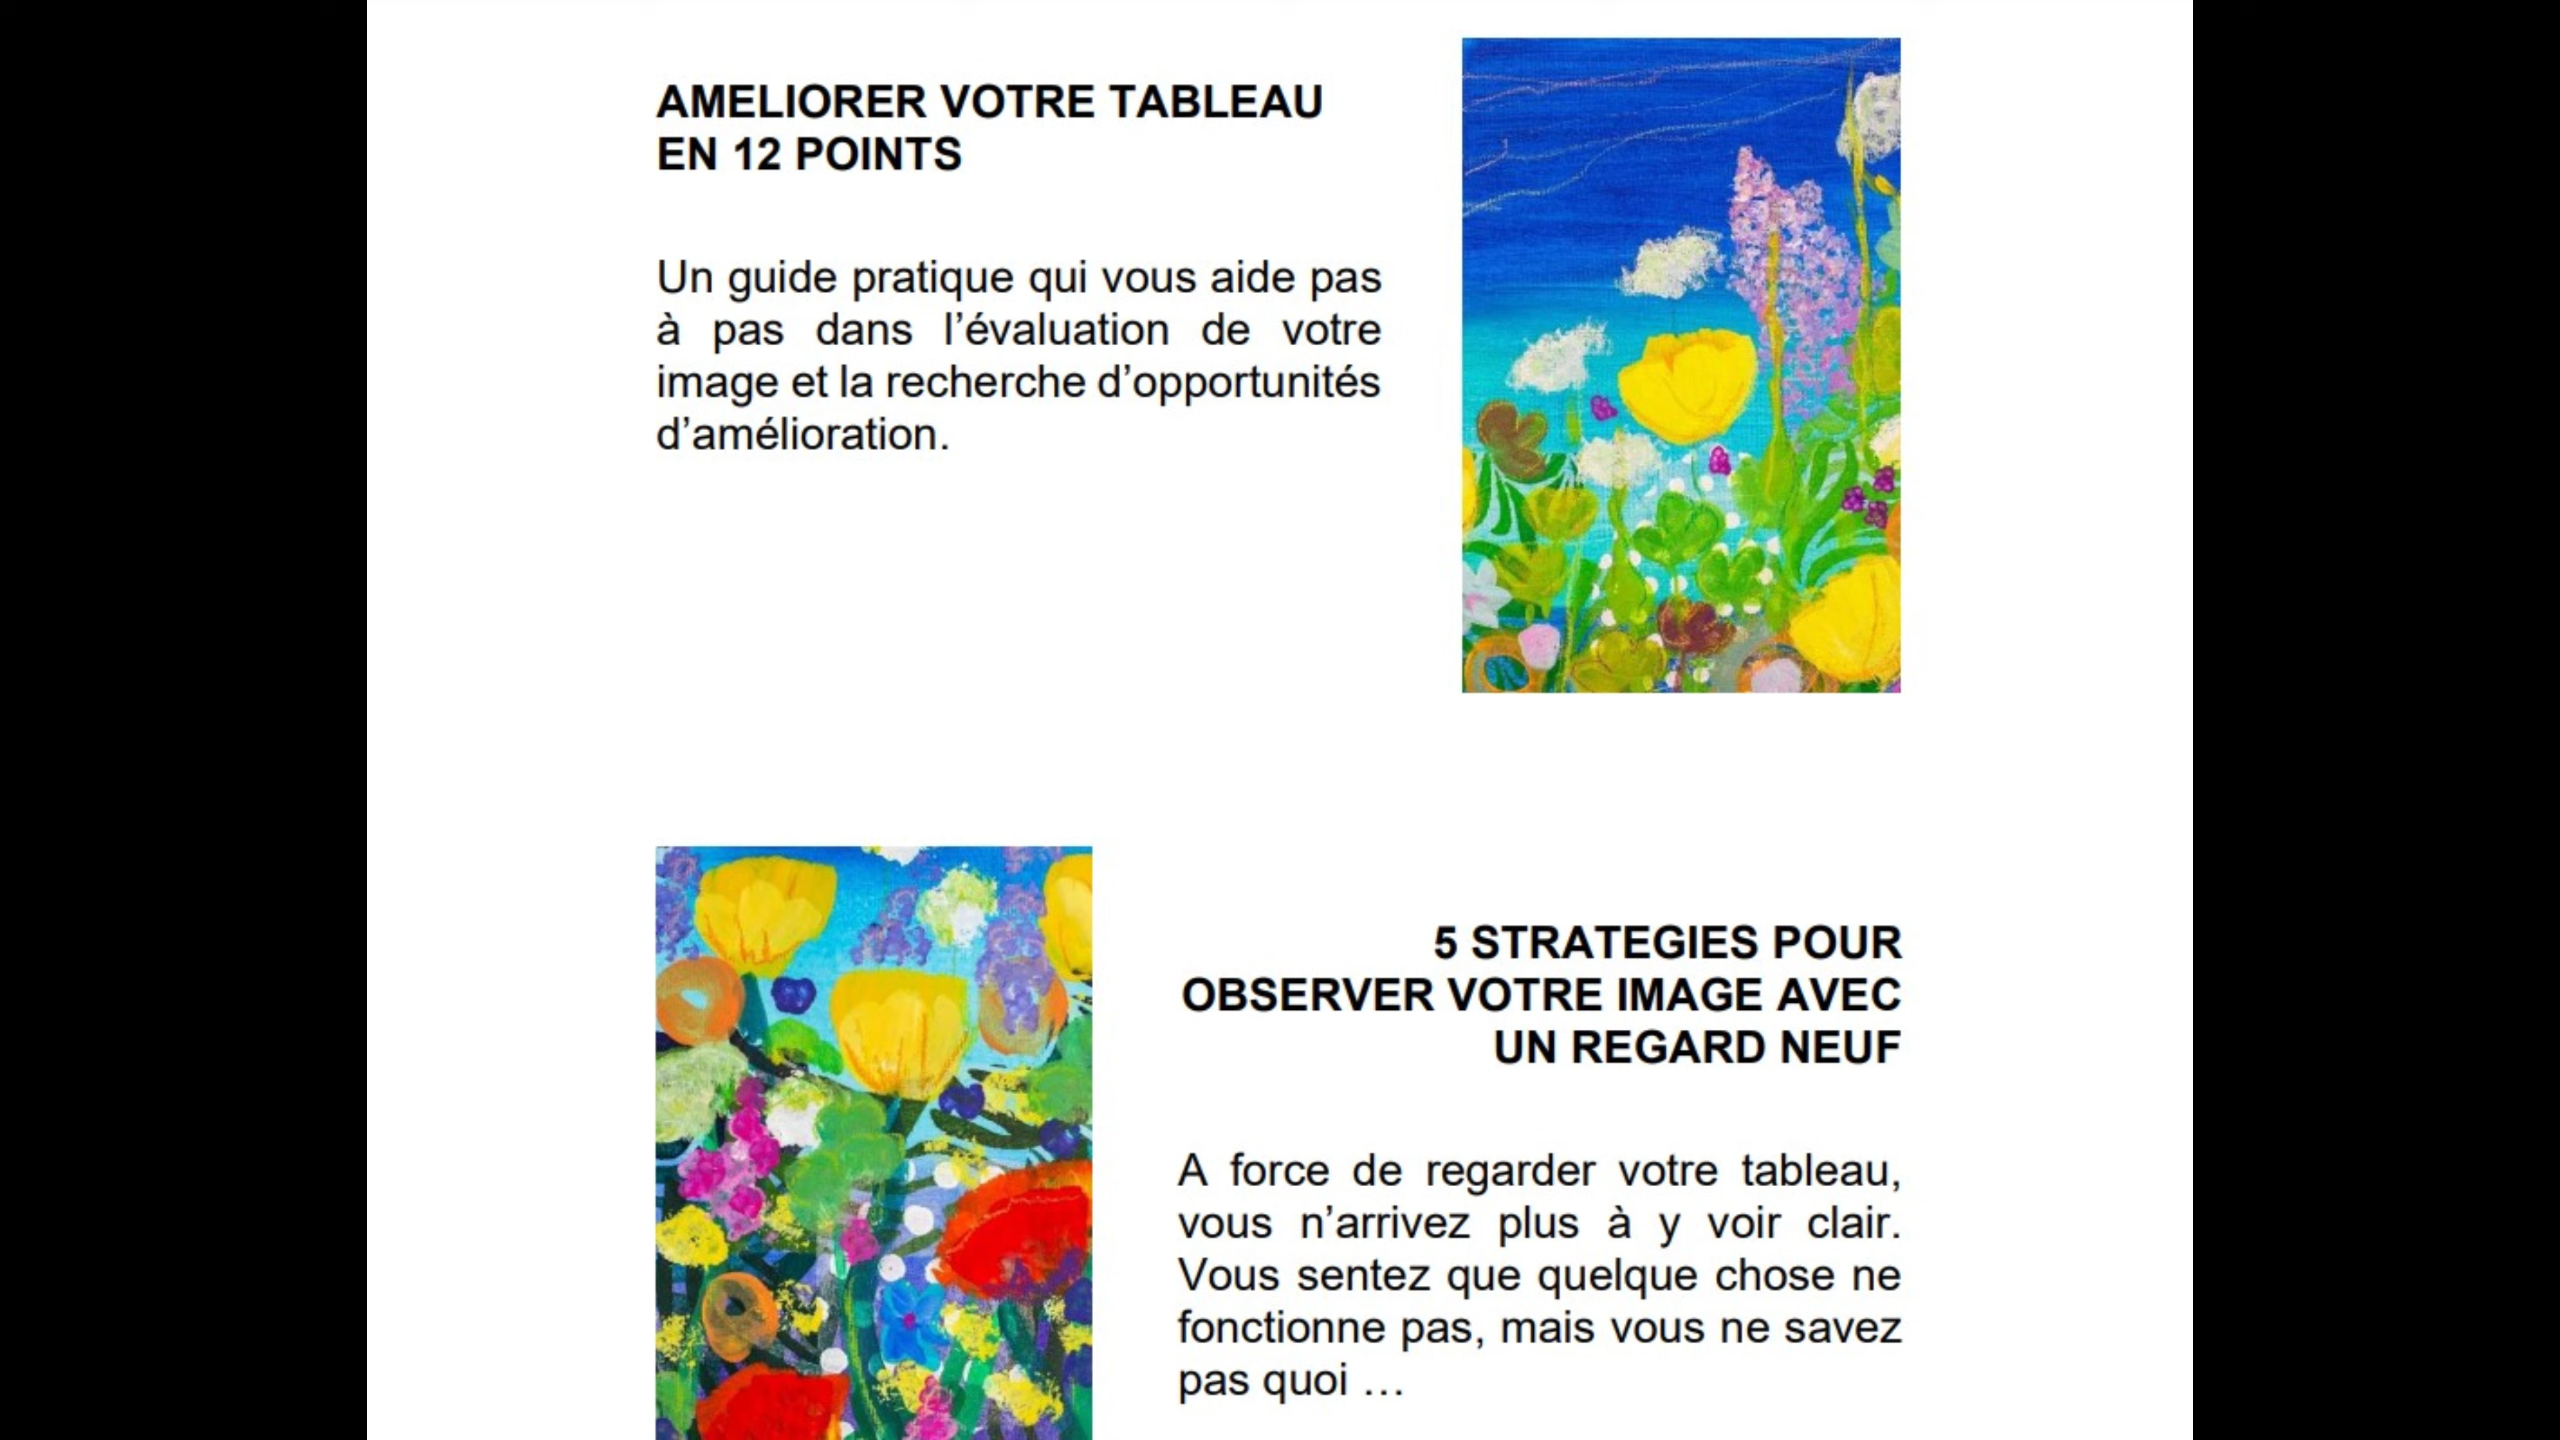 AMELIORER VOTRE TABLEAU
EN 12 POINTS
Un guide pratique qui vous aide pas
à pas dans l’évaluation de votre
image et la recherche d’opportunités
d’amélioration.
5 STRATEGIES POUR
OBSERVER VOTRE IMAGE AVEC
UN REGARD NEUF
A force de regarder votre tableau,
vous n’arrivez plus à y voir clair.
Vous sentez que quelque chose ne
fonctionne pas, mais vous ne savez
pas quoi …